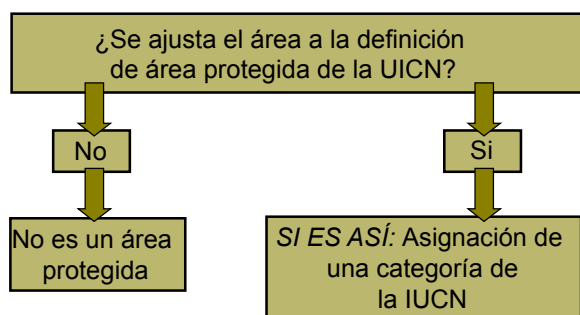 ¿Se ajusta el área a la definición
de área protegida de la UICN?
No
Si
No es un área
protegida
SI ES ASÍ: Asignación de
una categoría de
la IUCN